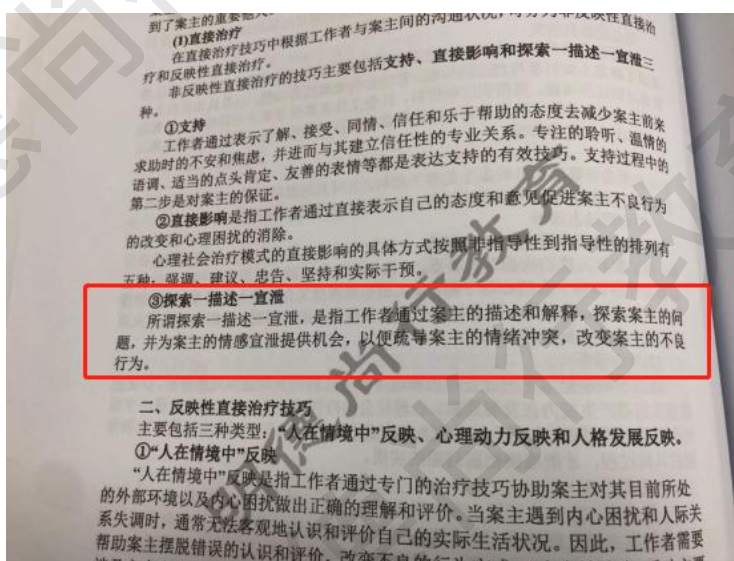 到了案主的重要他人
(1)直接治疗
在直接治疗技巧中根据工作者与案主间的沟通状况,可分为非反映性直接治
疗和反映性直接治疗。
非反映性直接治疗的技巧主要包括支持、直接影响和探索一描述一宣泄三
种。
①支持
工作者通过表示了解、接受、同情、信任和乐于帮助的态度去减少案主前来
求助时的不安和焦虑,并进而与其建立信任性的专业关系。专注的聆听、温情的
语调、适当的点头肯定、友善的表情等都是表达支持的有效技巧。支持过程中的
第二步是对案主的保证。
②直接影响是指工作者通过直接表示自己的态度和意见促进案主不良行为
的改变和心理困扰的消除。
心理社会治疗模式的直接影响的具体方式按照非指导性到指导性的排列有
五种:强调、建议、忠告、坚持和实际干预。
③探索一描述一宣泄
所谓探索一描述一宣泄,是指工作者通过案主的描述和解释,探索案主的问
题,并为案主的情感宣泄提供机会,以便疏导案主的情绪冲突,改变案主的不良
行为。
二、反映性直接治疗技巧
主要包括三种类型:“人在情境中”反映、心理动力反映和人格发展反映。
①“人在情境中”反映
“人在情境中”反映是指工作者通过专门的治疗技巧协助案主对其目前所处
的外部环境以及内心困扰做出正确的理解和评价。当案主遇到内心困扰和人际关
系失调时,通常无法客观地认识和评价自己的实际生活状况。因此,工作者需要
帮助案主摆脱错误的认识和评价,改变不良的行为方式
明德尚行教育